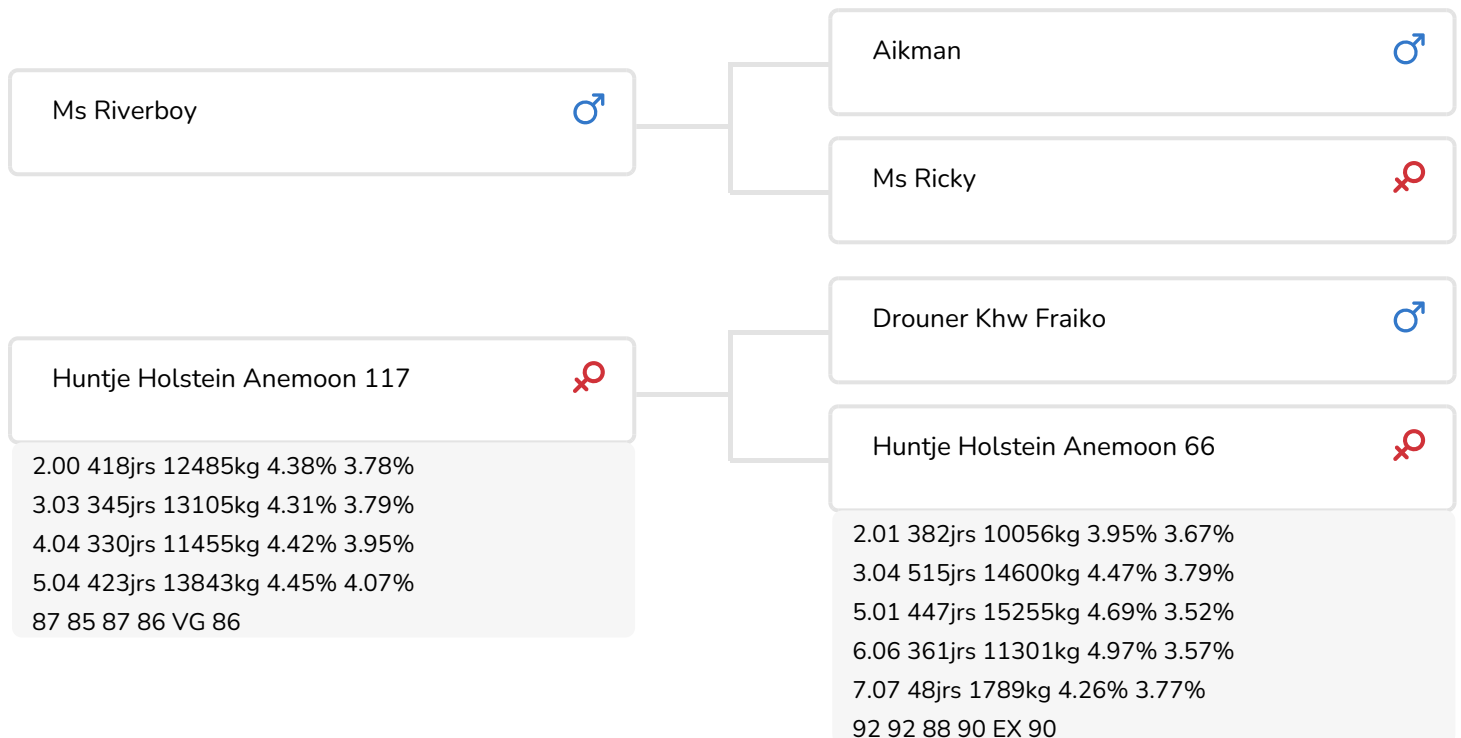 Aikman
Ms Riverboy
Ms Ricky
Drouner Khw Fraiko
Huntje Holstein Anemoon 117
2.00 418jrs 12485kg 4.38% 3.78%
3.03 345jrs 13105kg 4.31% 3.79%
4.04 330jrs 11455kg 4.42% 3.95%
5.04 423jrs 13843kg 4.45% 4.07%
87 85 87 86 VG 86
Huntje Holstein Anemoon 66
2.01 382jrs 10056kg 3.95% 3.67%
3.04 515jrs 14600kg 4.47% 3.79%
5.01 447jrs 15255kg 4.69% 3.52%
6.06 361jrs 11301kg 4.97% 3.57%
7.07 48jrs 1789kg 4.26% 3.77%
92 92 88 90 EX 90